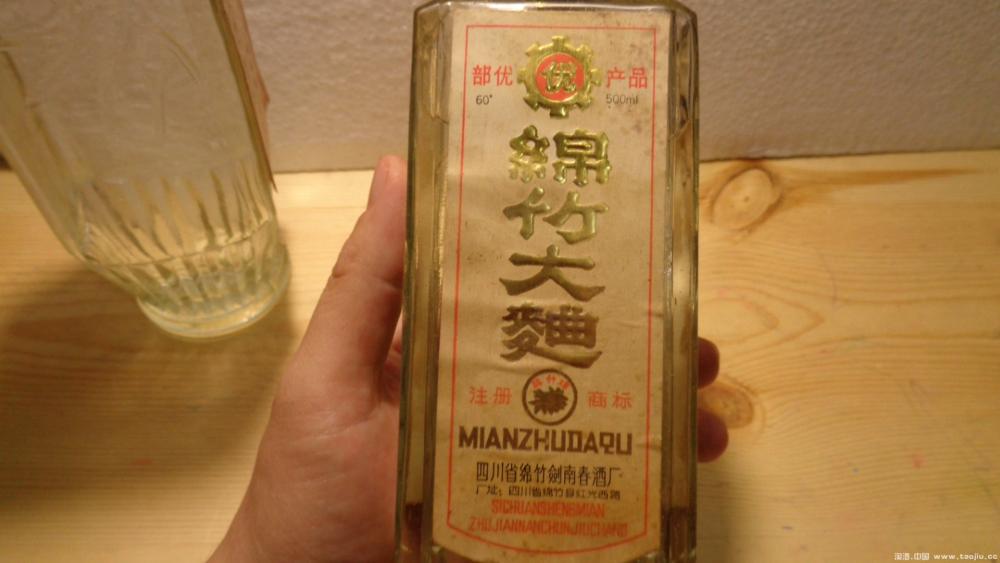 部优 优 产品
60° 500ml
綿
竹
大
麯
注册 商标
MIANZHUDAQU
四川省绵竹剑南春酒厂
厂址：四川省绵竹县红光西路
SICHUANSHENGMIAN
ZHUJIANNANCHUNJIUCHANG
淘酒.中国 www.taojiu.cc